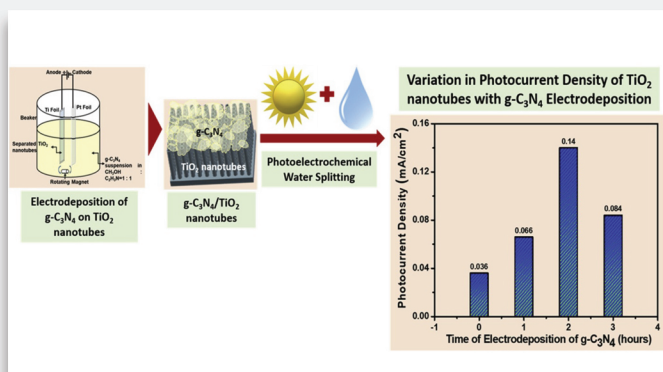 Anode
Cathode
Ti Foil
Pt Foil
Beaker
Separated TiO₂
nanotubes
g-C₃N₄
suspension in
CH₃OH :
C₂H₃N=1 : 1
Rotating Magnet
Electrodeposition of
g-C₃N₄ on TiO₂
nanotubes
g-C₃N₄
TiO₂ nanotubes
g-C₃N₄/TiO₂
nanotubes
+
Photoelectrochemical
Water Splitting
Variation in Photocurrent Density of TiO₂
nanotubes with g-C₃N₄ Electrodeposition
Photocurrent Density (mA/cm²)
0.16
0.12
0.08
0.04
0.00
0.036
0.066
0.14
0.084
-1 0 1 2 3 4
Time of Electrodeposition of g-C₃N₄ (hours)